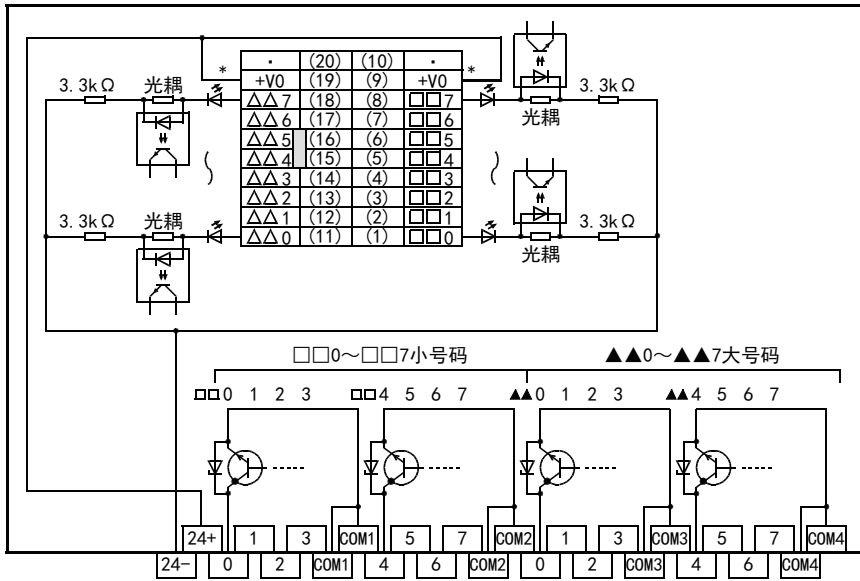 · (20) (10) ·
* +V0 (19) (9) +V0 *
3.3kΩ 光耦 △△7 (18) (8) □□7 光耦 3.3kΩ
△△6 (17) (7) □□6
△△5 (16) (6) □□5
△△4 (15) (5) □□4
△△3 (14) (4) □□3
△△2 (13) (3) □□2
△△1 (12) (2) □□1
3.3kΩ 光耦 △△0 (11) (1) □□0 光耦 3.3kΩ
□□0～□□7小号码 ▲▲0～▲▲7大号码
□□0 1 2 3 □□4 5 6 7 ▲▲0 1 2 3 ▲▲4 5 6 7
24+ 1 3 COM1 5 7 COM2 1 3 COM3 5 7 COM4
24- 0 2 COM1 4 6 COM2 0 2 COM3 4 6 COM4